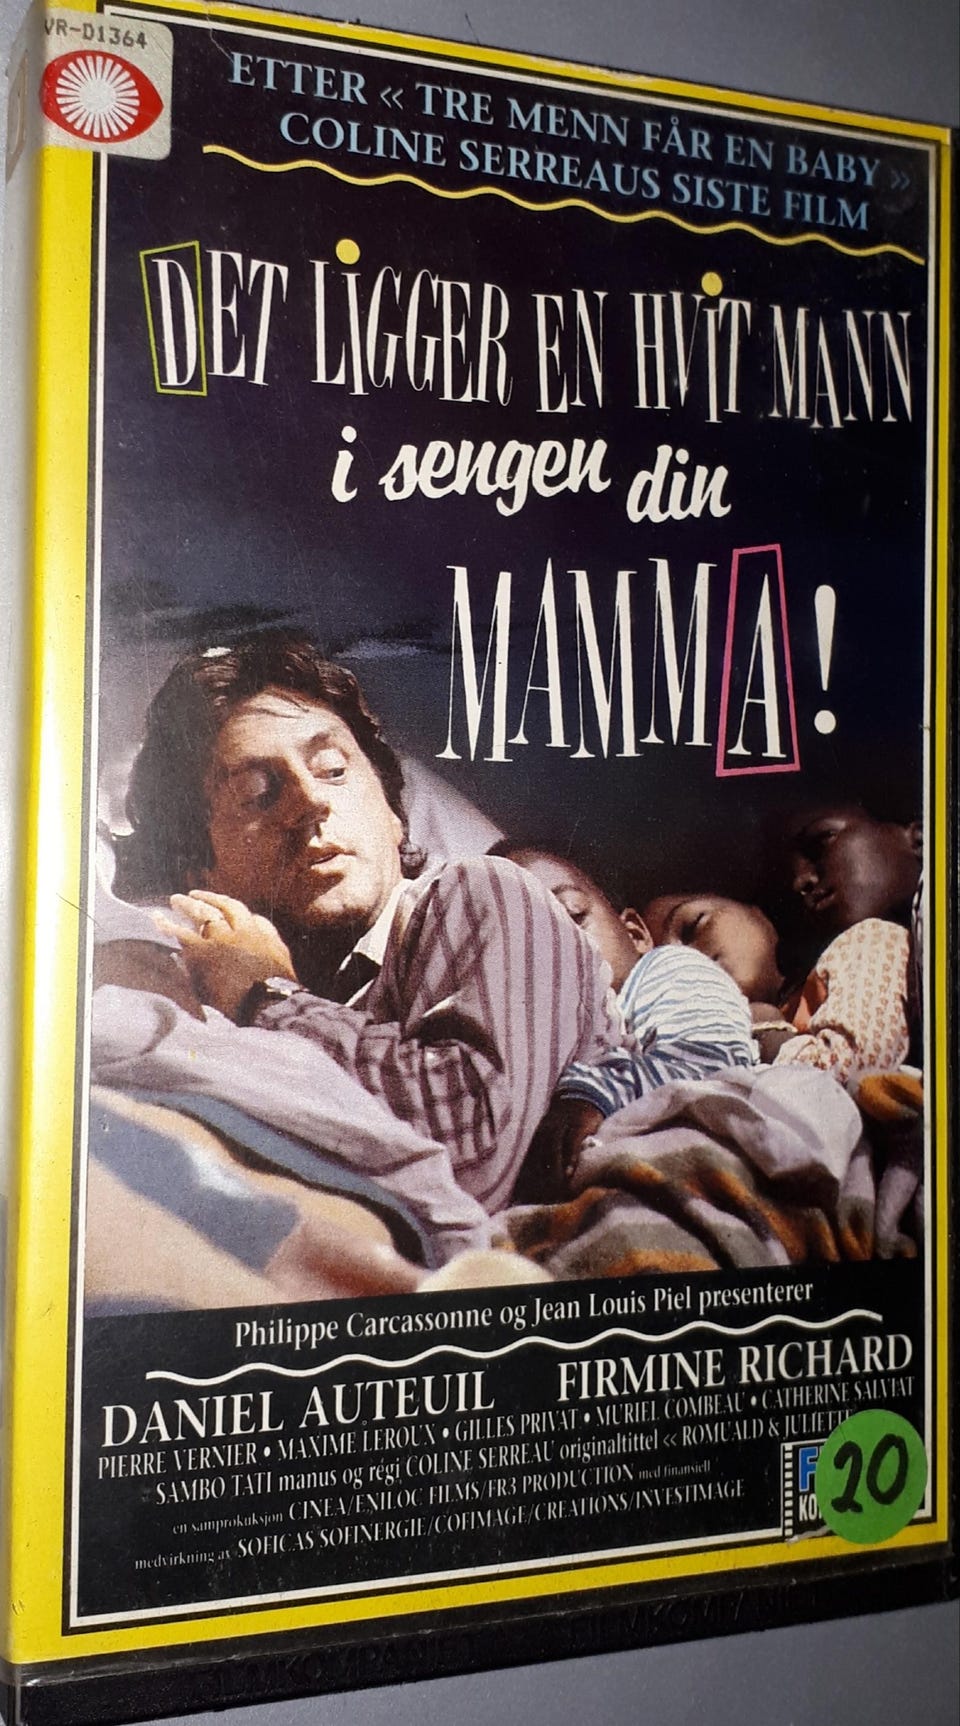 VR-D1364
ETTER « TRE MENN FÅR EN BABY »
COLINE SERREAUS SISTE FILM
DET LIGGER EN HVIT MANN
i sengen din
MAMMA!
Philippe Carcassonne og Jean Louis Piel presenterer
DANIEL AUTEUIL FIRMINE RICHARD
PIERRE VERNIER • MAXIME LEROUX • GILLES PRIVAT • MURIEL COMBEAU • CATHERINE SALVIAT
SAMBO TATI manus og régi COLINE SERREAU originaltittel « ROMUALD & JULIETTE
en samprokuksjon CINEA/ENILOC FILMS/FR3 PRODUCTION med finansiell
medvirkning av SOFICAS SOFINERGIE/COFIMAGE/CREATIONS/INVESTIMAGE
20
FILMKOMPANIET